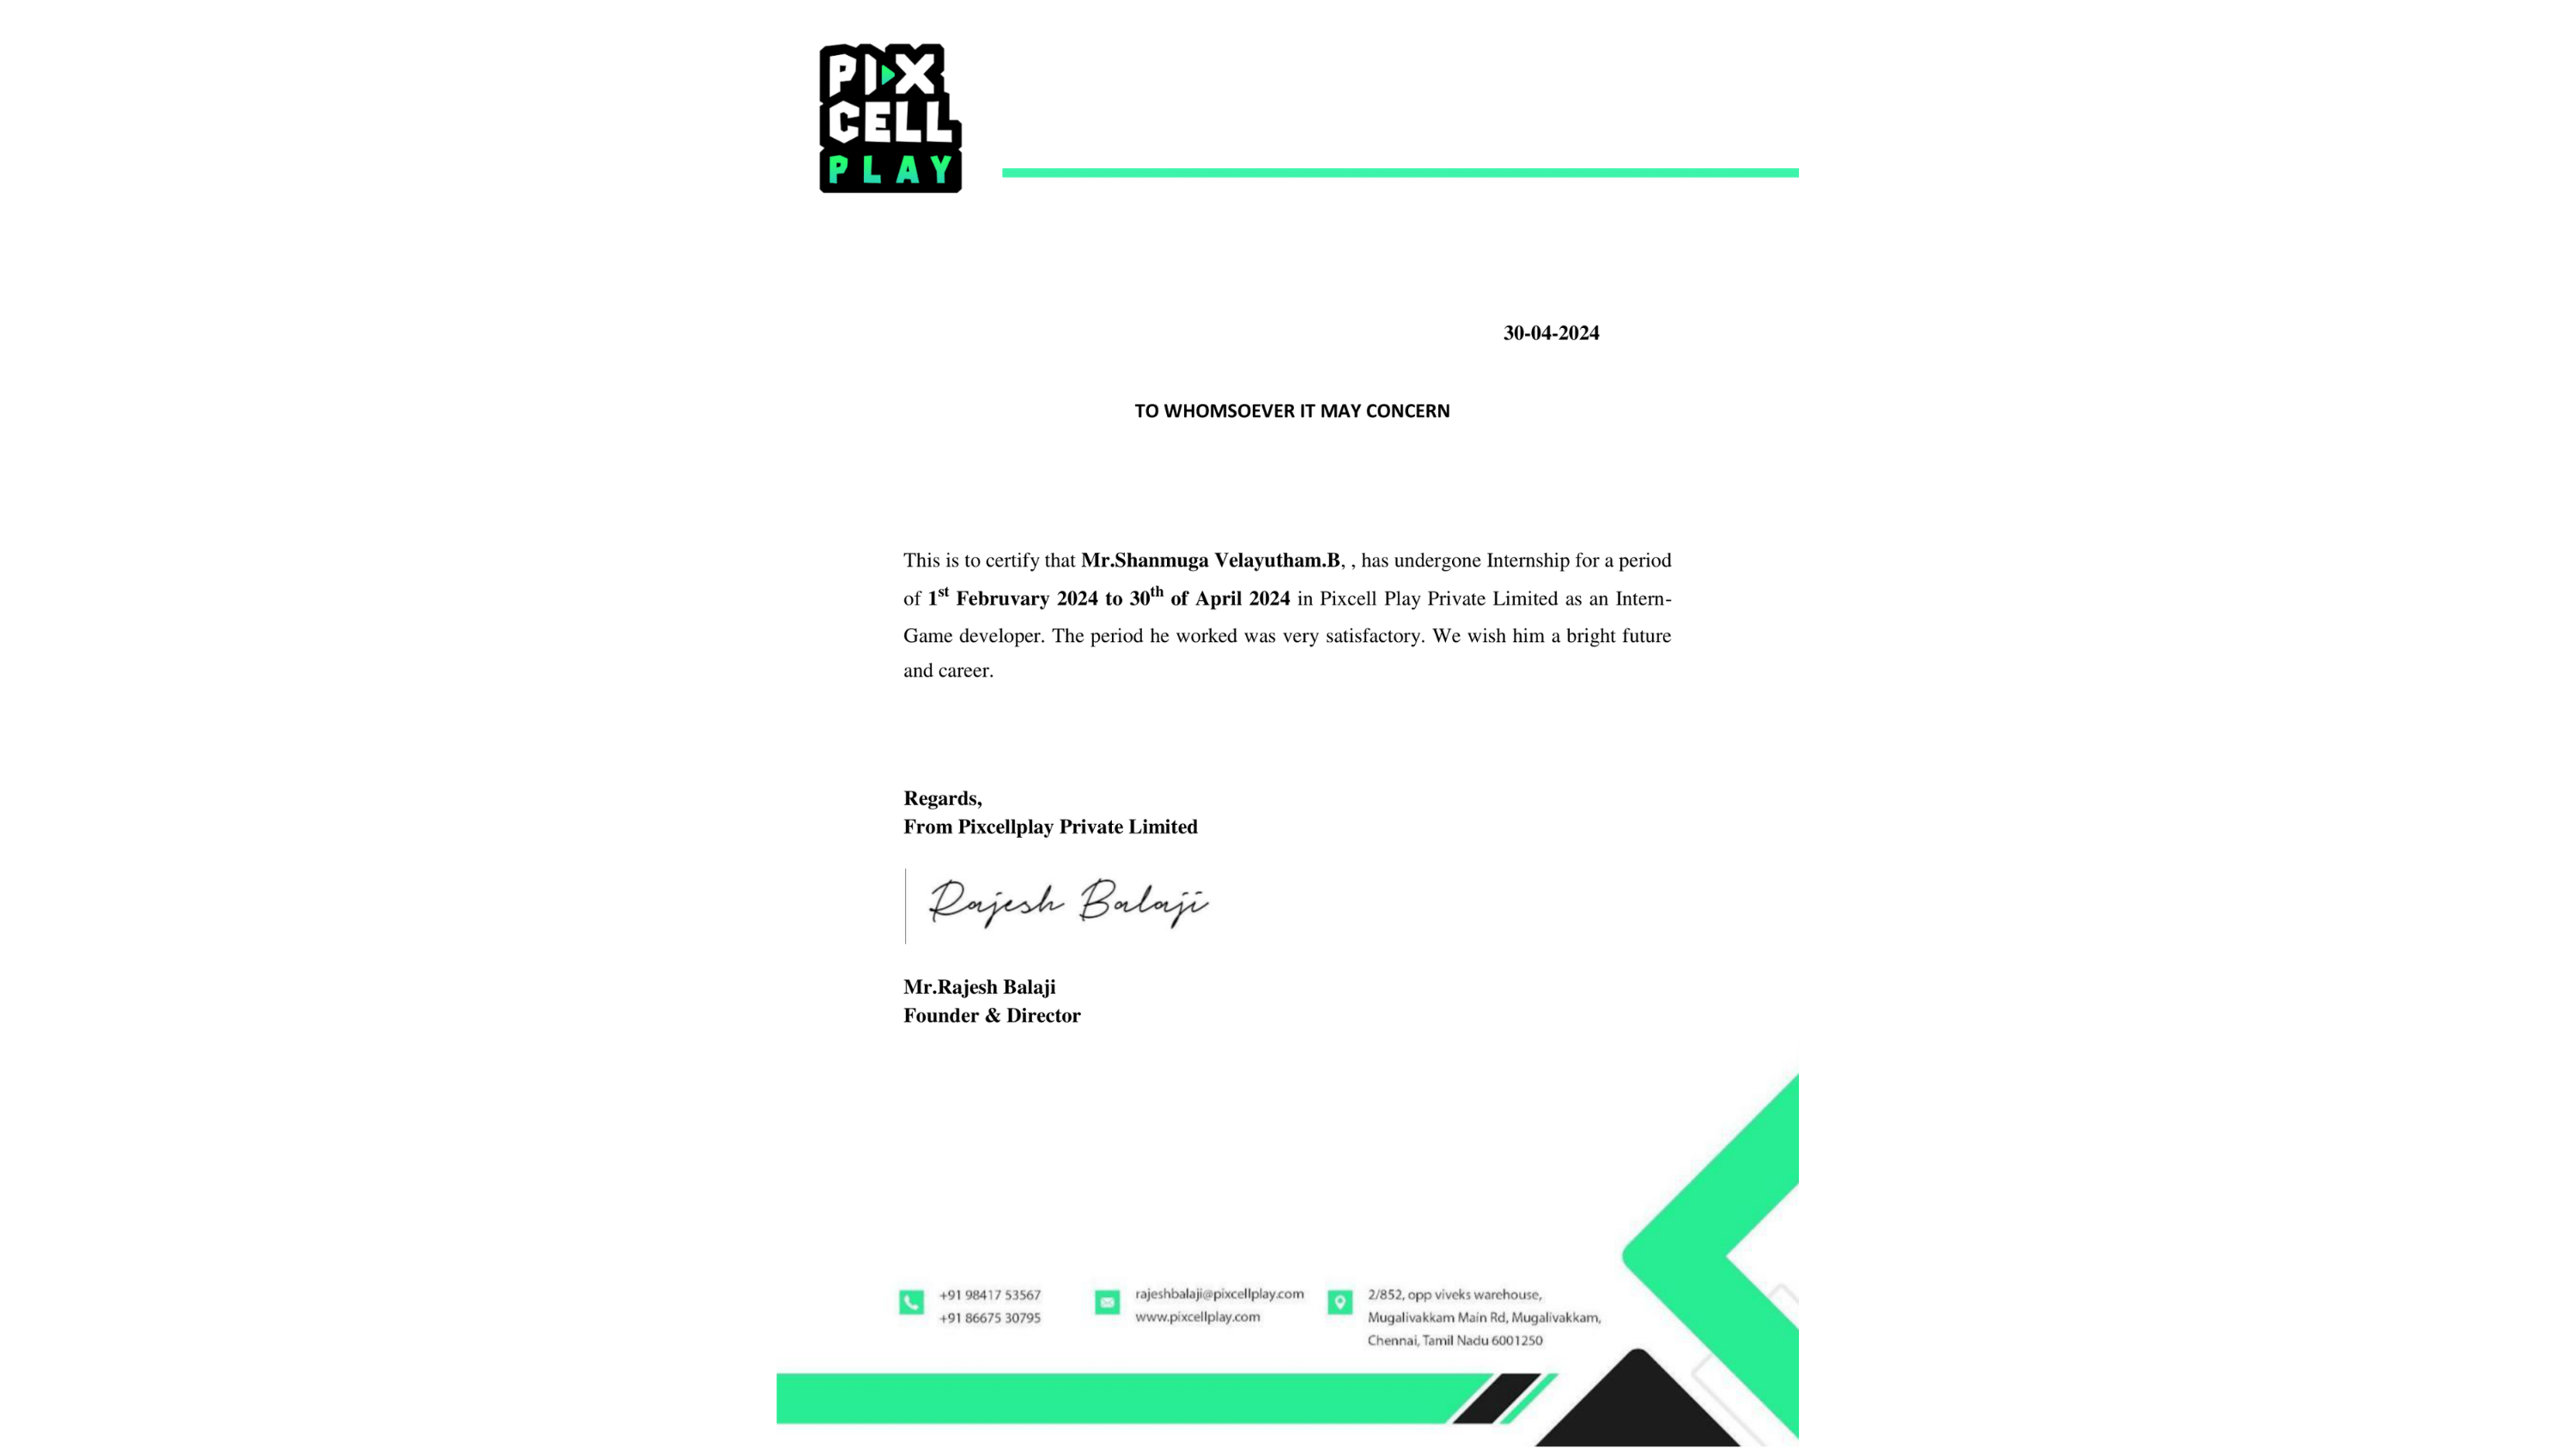 PIX
CELL
PLAY
30-04-2024
TO WHOMSOEVER IT MAY CONCERN
This is to certify that Mr.Shanmuga Velayutham.B, , has undergone Internship for a period
of 1st Februvary 2024 to 30th of April 2024 in Pixcell Play Private Limited as an Intern-
Game developer. The period he worked was very satisfactory. We wish him a bright future
and career.
Regards,
From Pixcellplay Private Limited
Rajesh Balaji
Mr.Rajesh Balaji
Founder & Director
+91 98417 53567
+91 86675 30795
rajeshbalaji@pixcellplay.com
www.pixcellplay.com
2/852, opp viveks warehouse,
Mugalivakkam Main Rd, Mugalivakkam,
Chennai, Tamil Nadu 6001250